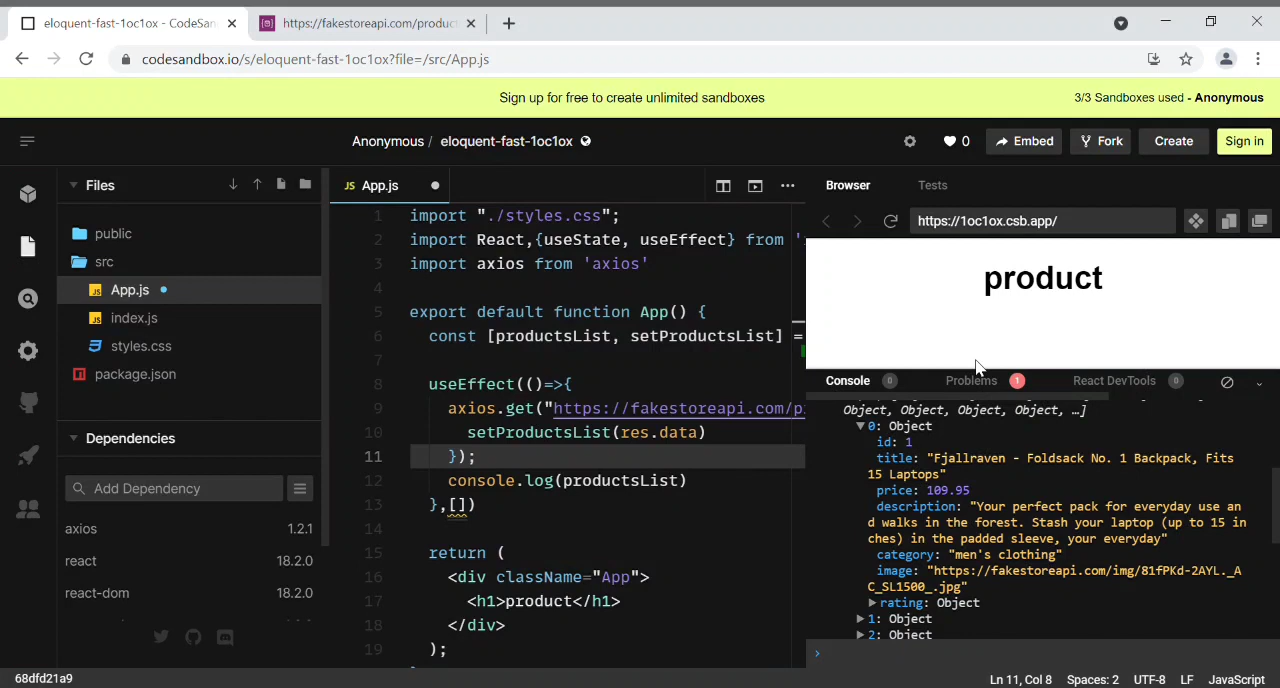 eloquent-fast-1oc1ox - CodeSan
https://fakestoreapi.com/product
codesandbox.io/s/eloquent-fast-1oc1ox?file=/src/App.js
Sign up for free to create unlimited sandboxes
3/3 Sandboxes used - Anonymous
Anonymous / eloquent-fast-1oc1ox
0
Embed
Fork
Create
Sign in
Files
public
src
JS App.js
JS index.js
styles.css
package.json
Dependencies
Add Dependency
axios 1.2.1
react 18.2.0
react-dom 18.2.0
JS App.js
1 import "./styles.css";
2 import React,{useState, useEffect} from '
3 import axios from 'axios'
4
5 export default function App() {
6 const [productsList, setProductsList] =
7
8 useEffect(()=>{
9 axios.get("https://fakestoreapi.com/p
10 setProductsList(res.data)
11 });
12 console.log(productsList)
13 },[])
14
15 return (
16 <div className="App">
17 <h1>product</h1>
18 </div>
19 );
Browser
Tests
https://1oc1ox.csb.app/
product
Console 0
Problems 1
React DevTools 0
Object, Object, Object, Object, …]
▼0: Object
id: 1
title: "Fjallraven - Foldsack No. 1 Backpack, Fits
15 Laptops"
price: 109.95
description: "Your perfect pack for everyday use an
d walks in the forest. Stash your laptop (up to 15 in
ches) in the padded sleeve, your everyday"
category: "men's clothing"
image: "https://fakestoreapi.com/img/81fPKd-2AYL._A
C_SL1500_.jpg"
▶rating: Object
▶1: Object
▶2: Object
›
68dfd21a9
Ln 11, Col 8
Spaces: 2
UTF-8
LF
JavaScript